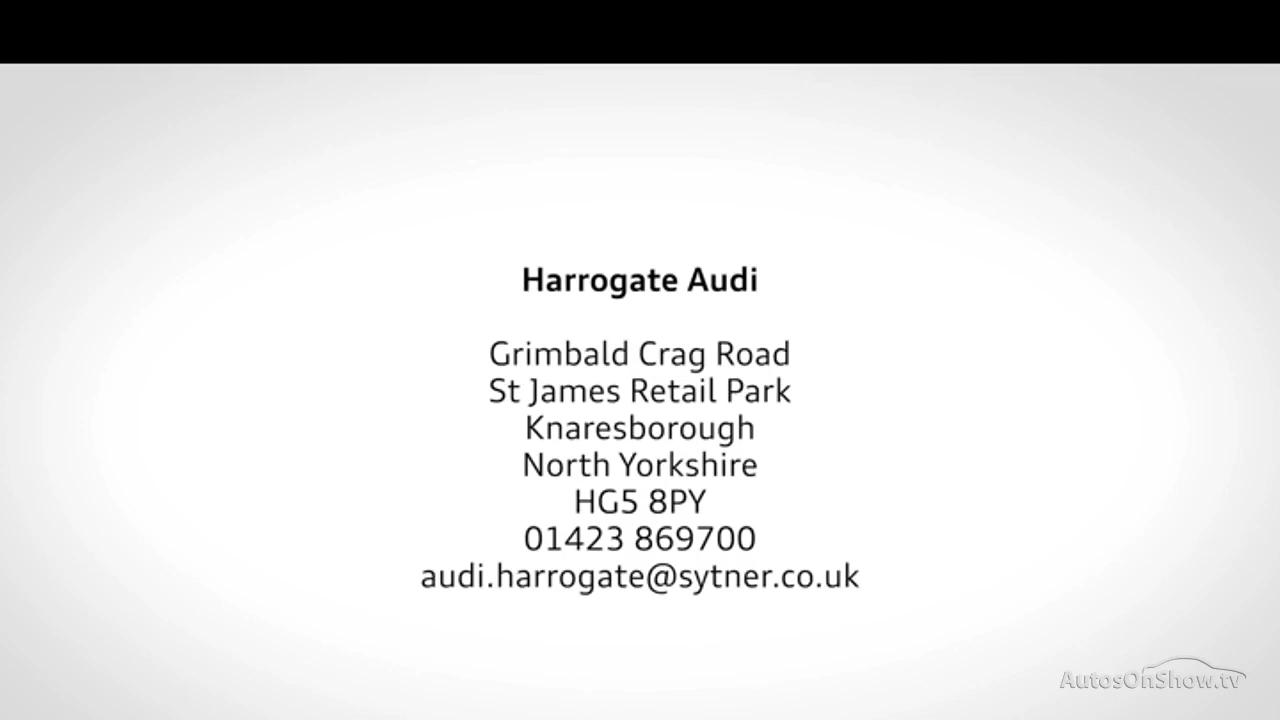 Harrogate Audi
Grimbald Crag Road
St James Retail Park
Knaresborough
North Yorkshire
HG5 8PY
01423 869700
audi.harrogate@sytner.co.uk
AutosOnShow.tv